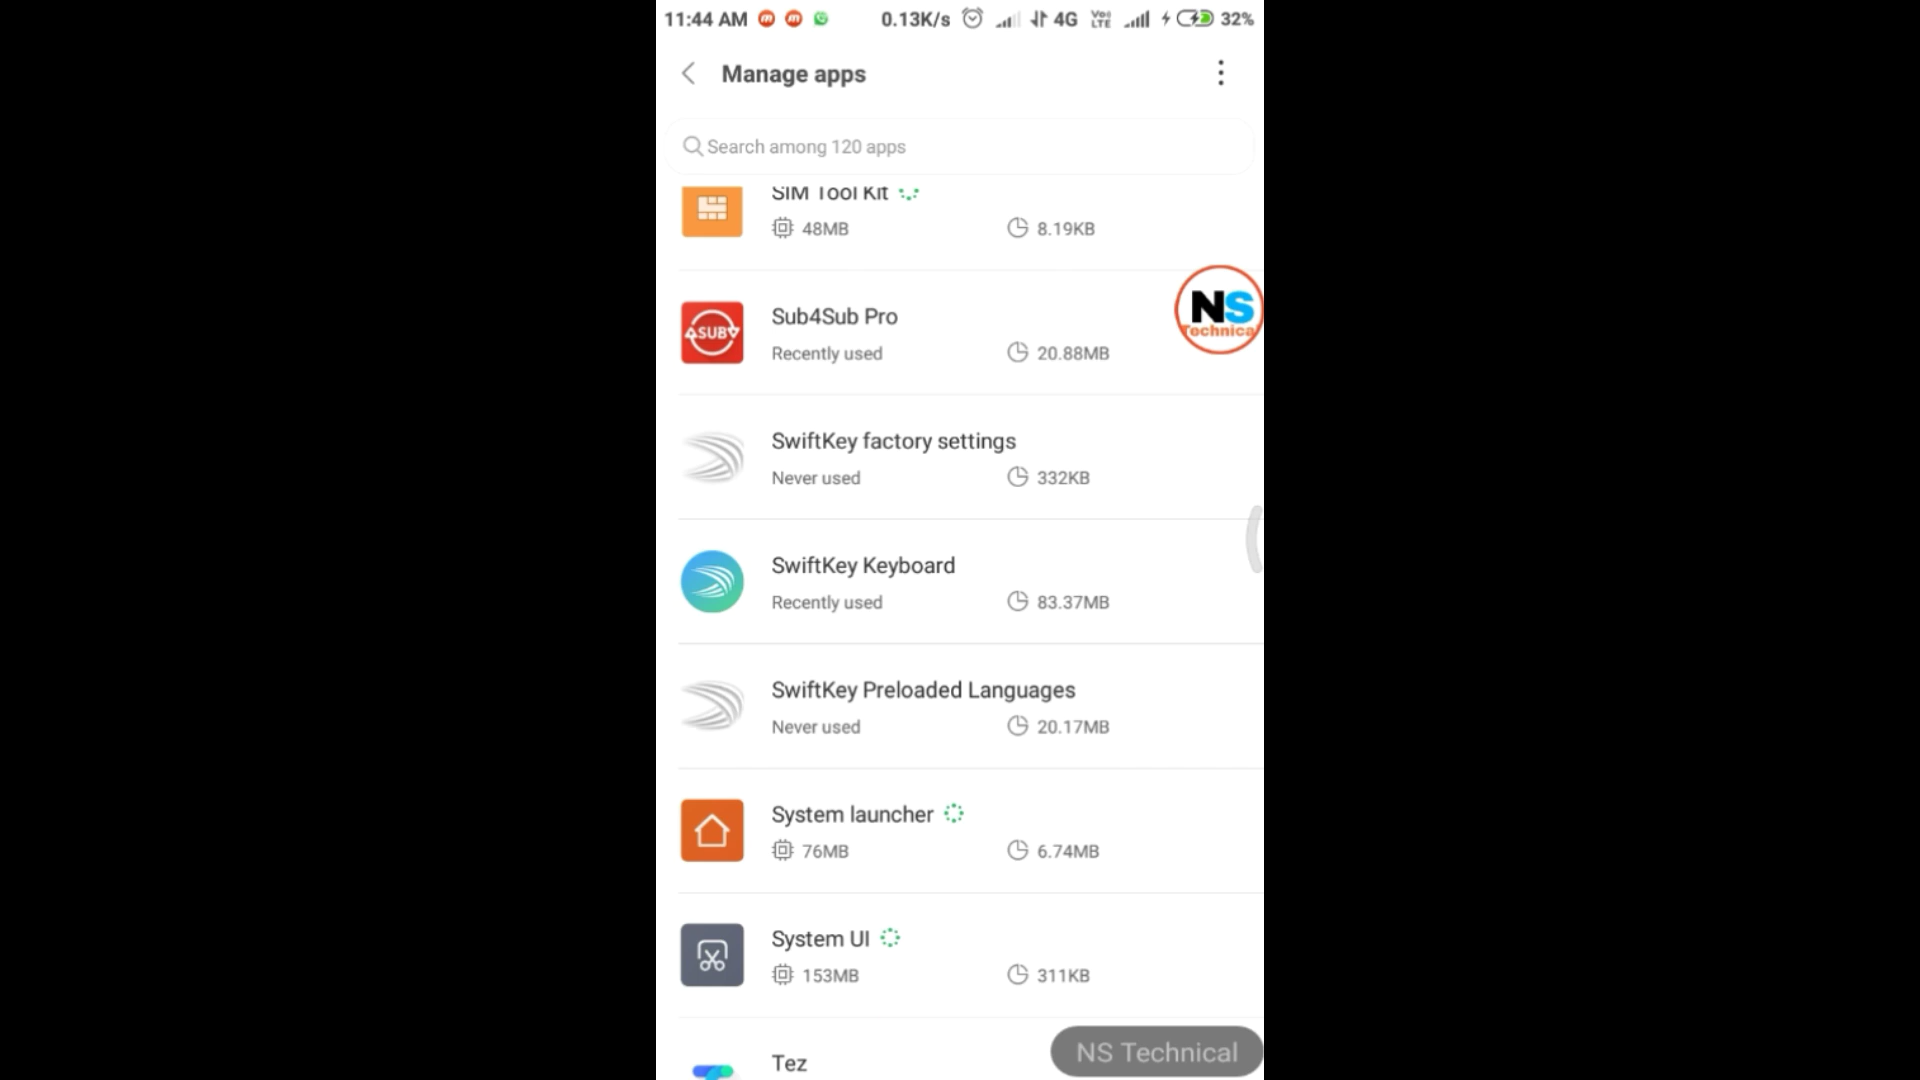 11:44 AM 0.13K/s 4G VoLTE 32%
Manage apps
Search among 120 apps
SIM Tool Kit
48MB 8.19KB
Sub4Sub Pro
SUB
Recently used 20.88MB
NS
Technical
SwiftKey factory settings
Never used 332KB
SwiftKey Keyboard
Recently used 83.37MB
SwiftKey Preloaded Languages
Never used 20.17MB
System launcher
76MB 6.74MB
System UI
153MB 311KB
Tez
NS Technical